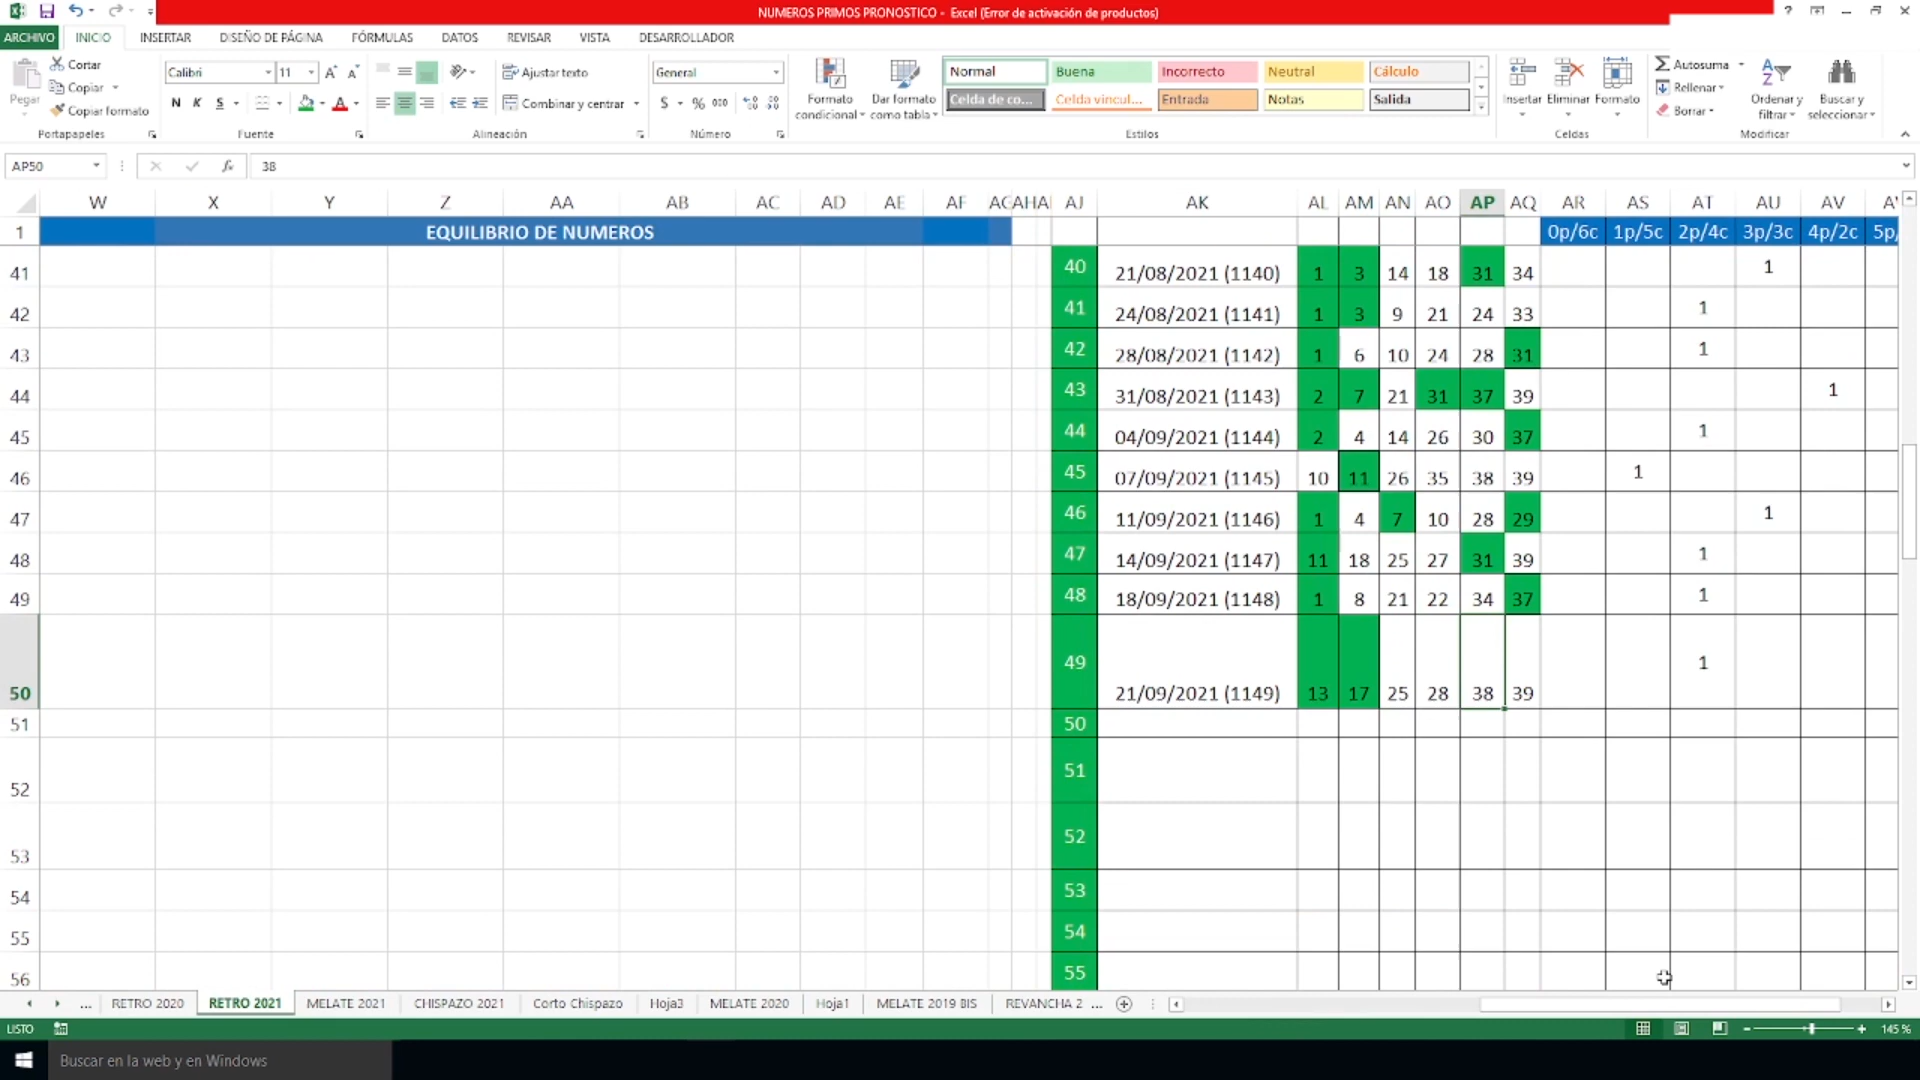 NUMEROS PRIMOS PRONOSTICO - Excel (Error de activación de productos)
ARCHIVO INICIO INSERTAR DISEÑO DE PÁGINA FÓRMULAS DATOS REVISAR VISTA DESARROLLADOR
Pegar
Cortar
Copiar
Copiar formato
Portapapeles
Calibri 11
N K S
Fuente
Ajustar texto
Combinar y centrar
Alineación
General
$ % 000
Número
Formato condicional
Dar formato como tabla
Normal Buena Incorrecto Neutral Cálculo
Celda de co... Celda vincul... Entrada Notas Salida
Estilos
Insertar Eliminar Formato
Celdas
Autosuma
Rellenar
Borrar
Ordenar y filtrar
Buscar y seleccionar
Modificar
AP50 fx 38
W X Y Z AA AB AC AD AE AF AG AH AI AJ AK AL AM AN AO AP AQ AR AS AT AU AV
1 EQUILIBRIO DE NUMEROS 0p/6c 1p/5c 2p/4c 3p/3c 4p/2c 5p/
41 40 21/08/2021 (1140) 1 3 14 18 31 34 1
42 41 24/08/2021 (1141) 1 3 9 21 24 33 1
43 42 28/08/2021 (1142) 1 6 10 24 28 31 1
44 43 31/08/2021 (1143) 2 7 21 31 37 39 1
45 44 04/09/2021 (1144) 2 4 14 26 30 37 1
46 45 07/09/2021 (1145) 10 11 26 35 38 39 1
47 46 11/09/2021 (1146) 1 4 7 10 28 29 1
48 47 14/09/2021 (1147) 11 18 25 27 31 39 1
49 48 18/09/2021 (1148) 1 8 21 22 34 37 1
50 49 21/09/2021 (1149) 13 17 25 28 38 39 1
51 50
52 51
53 52
54 53
55 54
56 55
... RETRO 2020 RETRO 2021 MELATE 2021 CHISPAZO 2021 Corto Chispazo Hoja3 MELATE 2020 Hoja1 MELATE 2019 BIS REVANCHA 2 ...
LISTO 145 %
Buscar en la web y en Windows